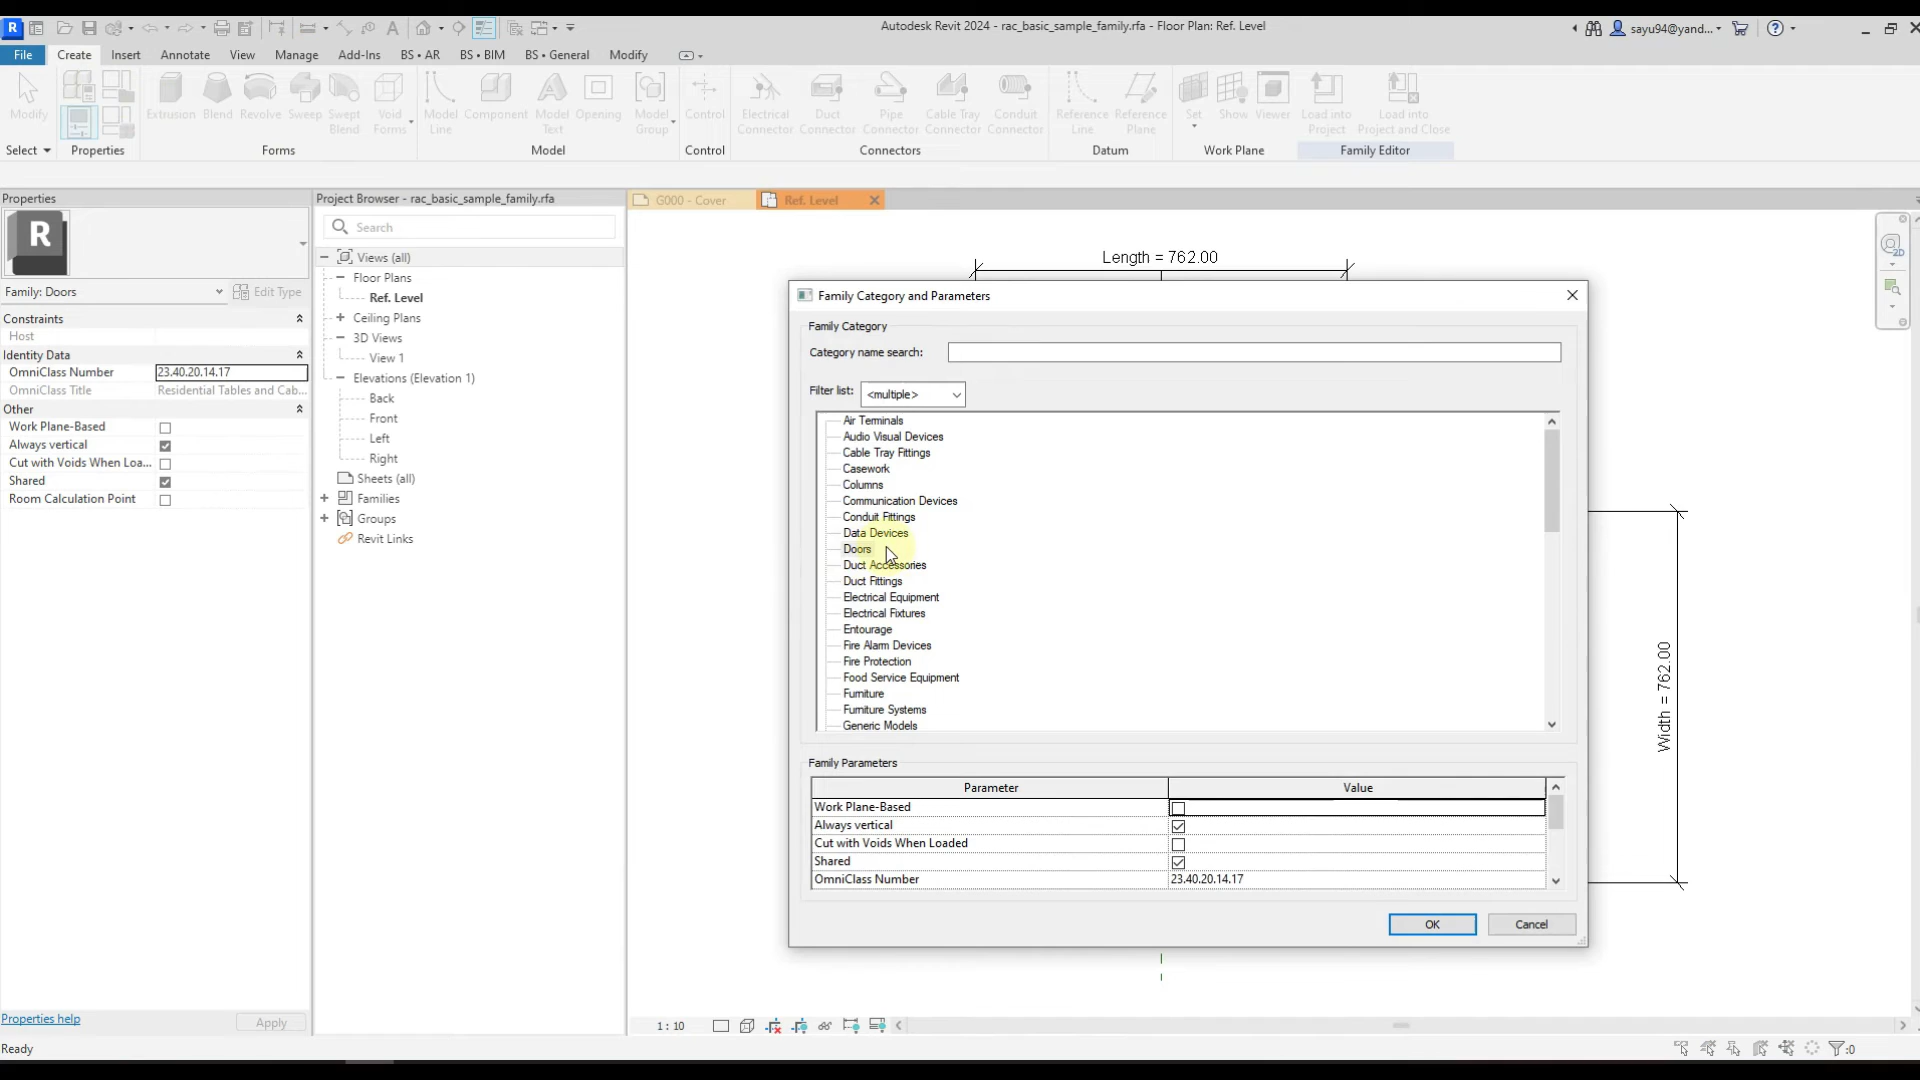 Autodesk Revit 2024 - rac_basic_sample_family.rfa - Floor Plan: Ref. Level
sayu94@yand...
File Create Insert Annotate View Manage Add-Ins BS • AR BS • BIM BS • General Modify
Modify
Extrusion Blend Revolve Sweep Swept Blend Void Forms
Model Line Component Model Text Opening Model Group
Control
Electrical Connector Duct Connector Pipe Connector Cable Tray Connector Conduit Connector
Reference Line Reference Plane
Set Show Viewer
Load into Project Load into Project and Close
Select Properties Forms Model Control Connectors Datum Work Plane Family Editor
Properties
R
Family: Doors
Edit Type
Constraints
Host
Identity Data
OmniClass Number 23.40.20.14.17
OmniClass Title Residential Tables and Cab...
Other
Work Plane-Based
Always vertical
Cut with Voids When Loa...
Shared
Room Calculation Point
Properties help
Apply
Ready
Project Browser - rac_basic_sample_family.rfa
Search
Views (all)
Floor Plans
Ref. Level
Ceiling Plans
3D Views
View 1
Elevations (Elevation 1)
Back
Front
Left
Right
Sheets (all)
Families
Groups
Revit Links
G000 - Cover
Ref. Level
2D
Length = 762.00
Width = 762.00
Family Category and Parameters
Family Category
Category name search:
Filter list: <multiple>
Air Terminals
Audio Visual Devices
Cable Tray Fittings
Casework
Columns
Communication Devices
Conduit Fittings
Data Devices
Doors
Duct Accessories
Duct Fittings
Electrical Equipment
Electrical Fixtures
Entourage
Fire Alarm Devices
Fire Protection
Food Service Equipment
Furniture
Furniture Systems
Generic Models
Family Parameters
Parameter Value
Work Plane-Based
Always vertical
Cut with Voids When Loaded
Shared
OmniClass Number 23.40.20.14.17
OK Cancel
1 : 10
:0